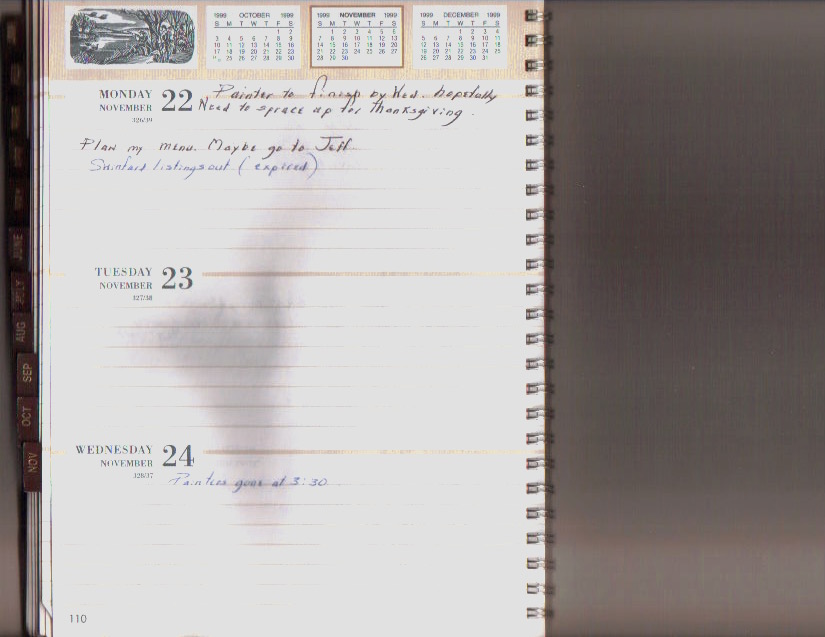 1999 OCTOBER 1999
S M T W T F S
1 2
3 4 5 6 7 8 9
10 11 12 13 14 15 16
17 18 19 20 21 22 23
25 26 27 28 29 30
1999 NOVEMBER 1999
S M T W T F S
1 2 3 4 5 6
7 8 9 10 11 12 13
14 15 16 17 18 19 20
21 22 23 24 25 26 27
28 29 30
1999 DECEMBER 1999
S M T W T F S
1 2 3 4
5 6 7 8 9 10 11
12 13 14 15 16 17 18
19 20 21 22 23 24 25
26 27 28 29 30 31
MONDAY
NOVEMBER 22
326/39
Painter to finish by Wed. hopefully
Need to spruce up for Thanksgiving.
Plan my menu. Maybe go to Jeff.
listings out (expired)
TUESDAY
NOVEMBER 23
327/38
WEDNESDAY
NOVEMBER 24
328/37
Painters gone at 3:30
JUNE
JULY
AUG
SEP
OCT
NOV
110